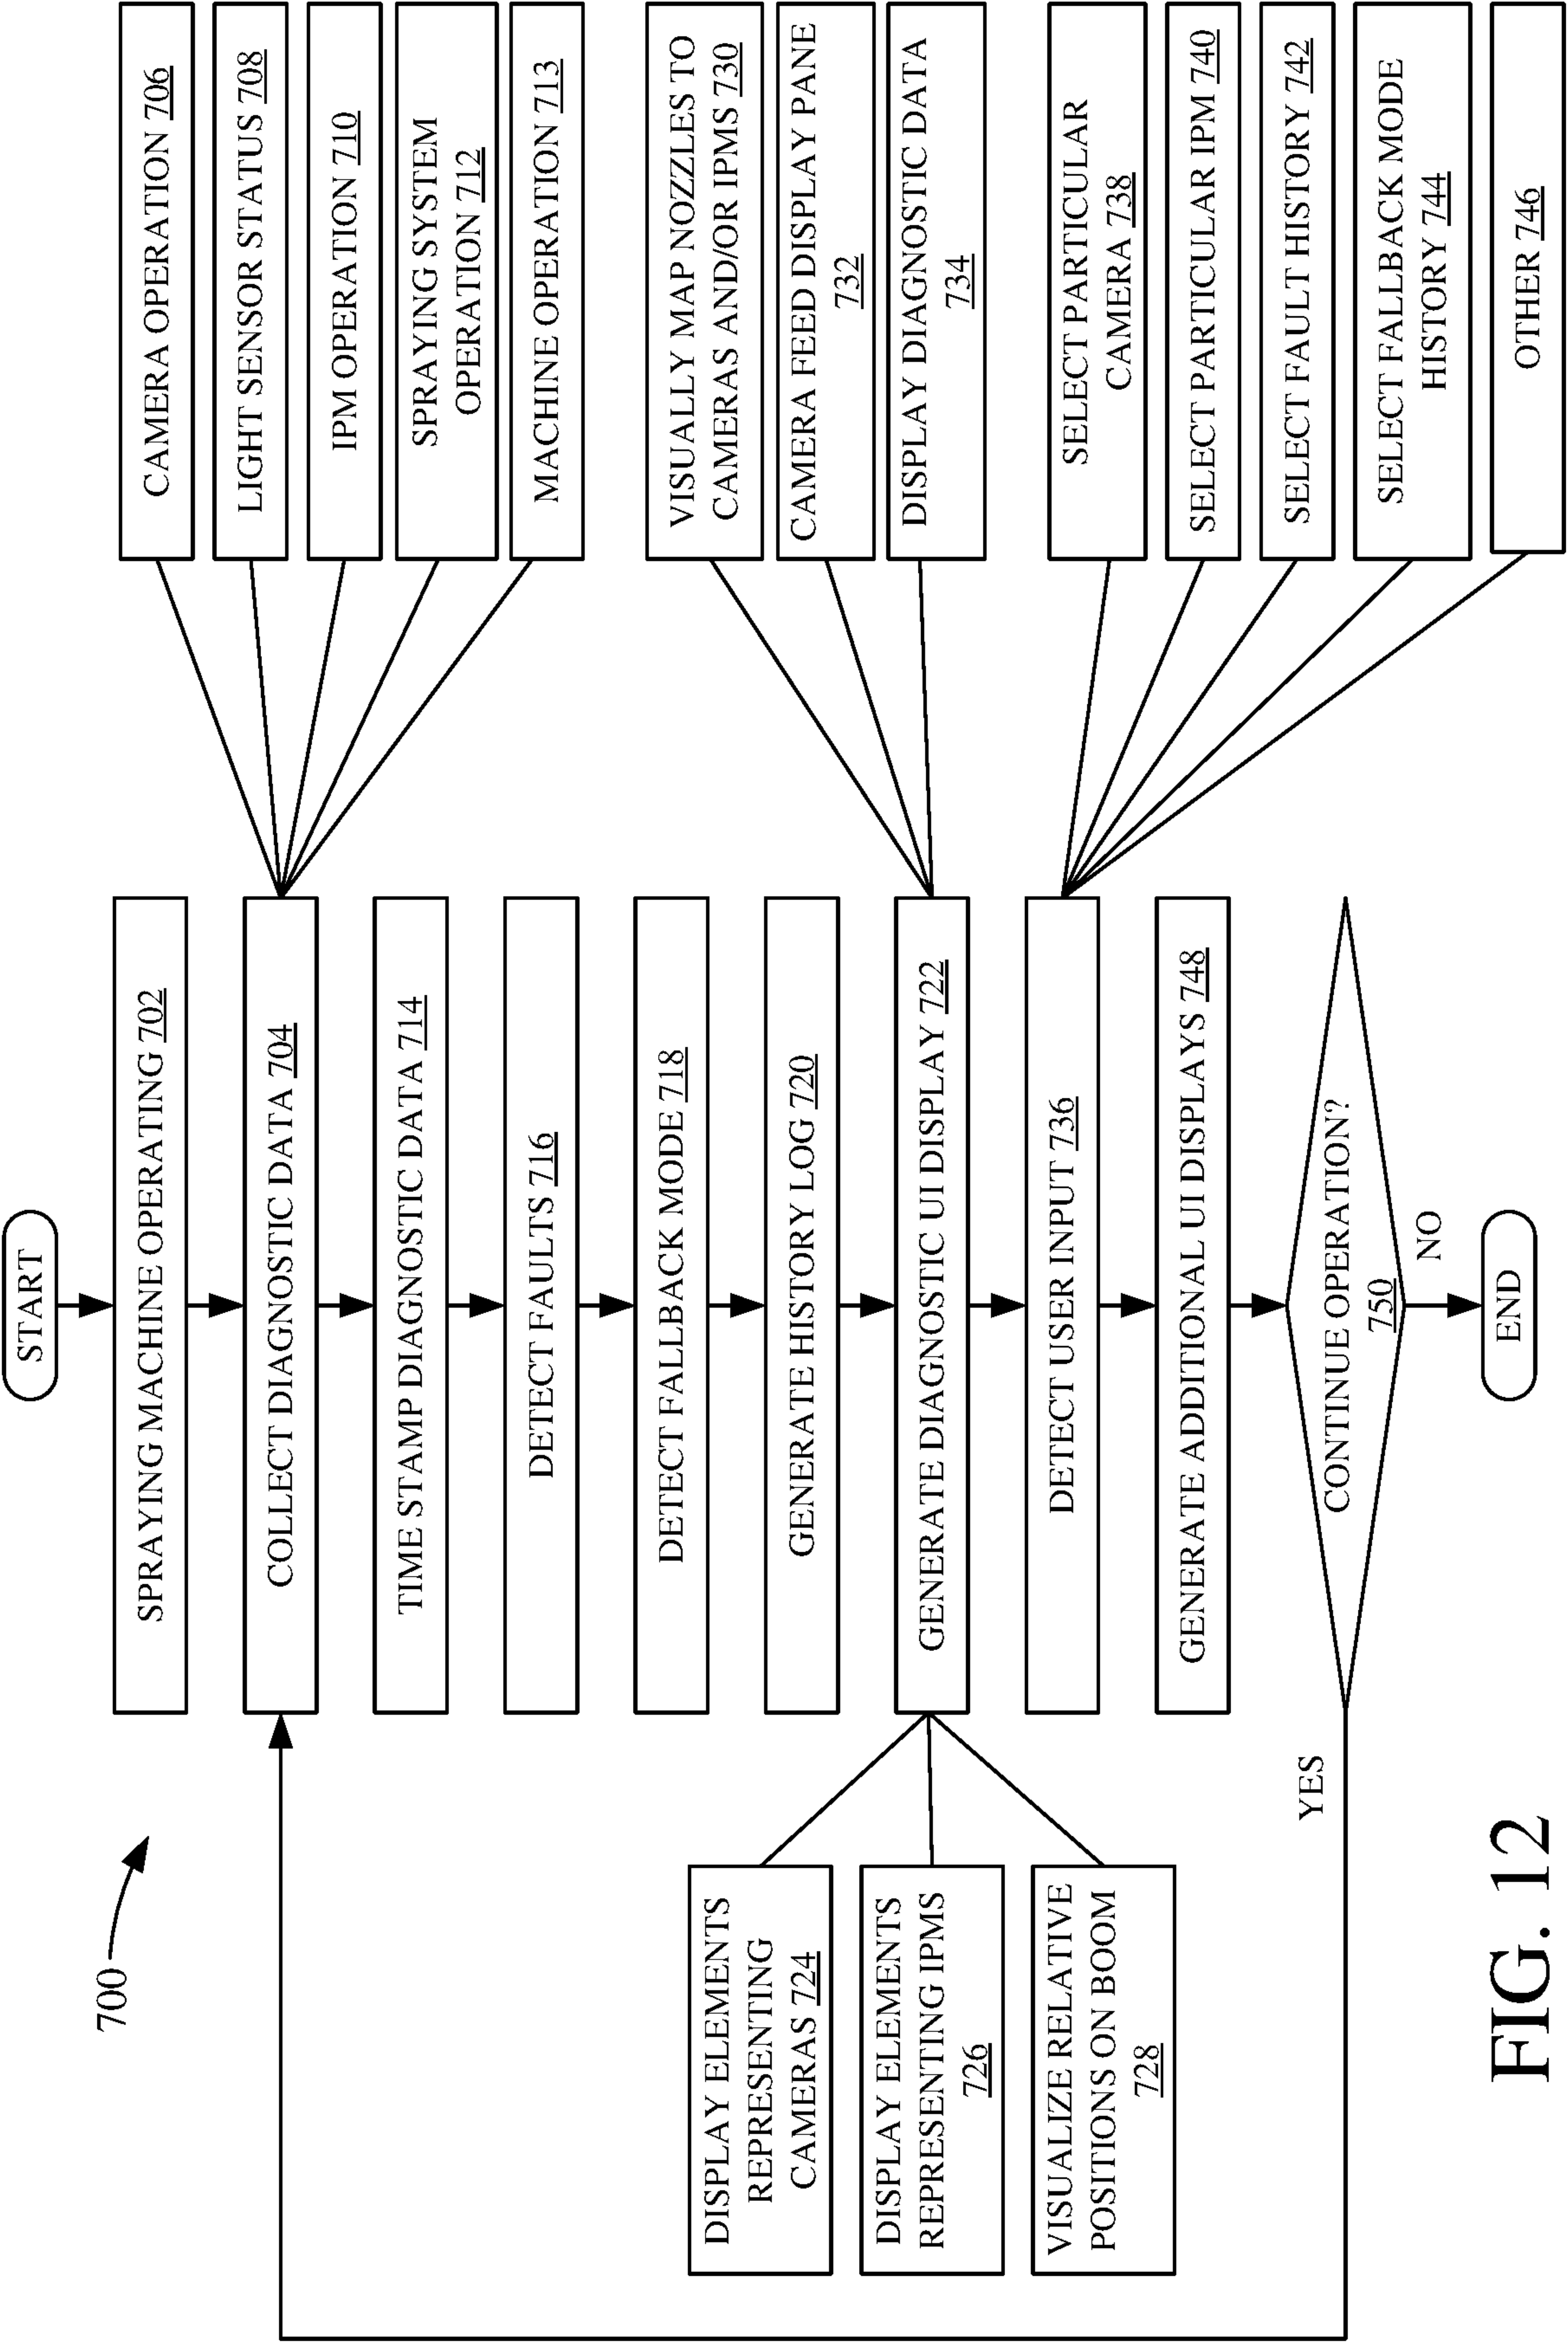 700
START
SPRAYING MACHINE OPERATING 702
COLLECT DIAGNOSTIC DATA 704
CAMERA OPERATION 706
LIGHT SENSOR STATUS 708
IPM OPERATION 710
SPRAYING SYSTEM
OPERATION 712
MACHINE OPERATION 713
TIME STAMP DIAGNOSTIC DATA 714
DETECT FAULTS 716
DETECT FALLBACK MODE 718
GENERATE HISTORY LOG 720
GENERATE DIAGNOSTIC UI DISPLAY 722
DISPLAY ELEMENTS
REPRESENTING
CAMERAS 724
DISPLAY ELEMENTS
REPRESENTING IPMS
726
VISUALIZE RELATIVE
POSITIONS ON BOOM
728
VISUALLY MAP NOZZLES TO
CAMERAS AND/OR IPMS 730
CAMERA FEED DISPLAY PANE
732
DISPLAY DIAGNOSTIC DATA
734
DETECT USER INPUT 736
SELECT PARTICULAR
CAMERA 738
SELECT PARTICULAR IPM 740
SELECT FAULT HISTORY 742
SELECT FALLBACK MODE
HISTORY 744
OTHER 746
GENERATE ADDITIONAL UI DISPLAYS 748
CONTINUE OPERATION?
750
YES
NO
END
FIG. 12